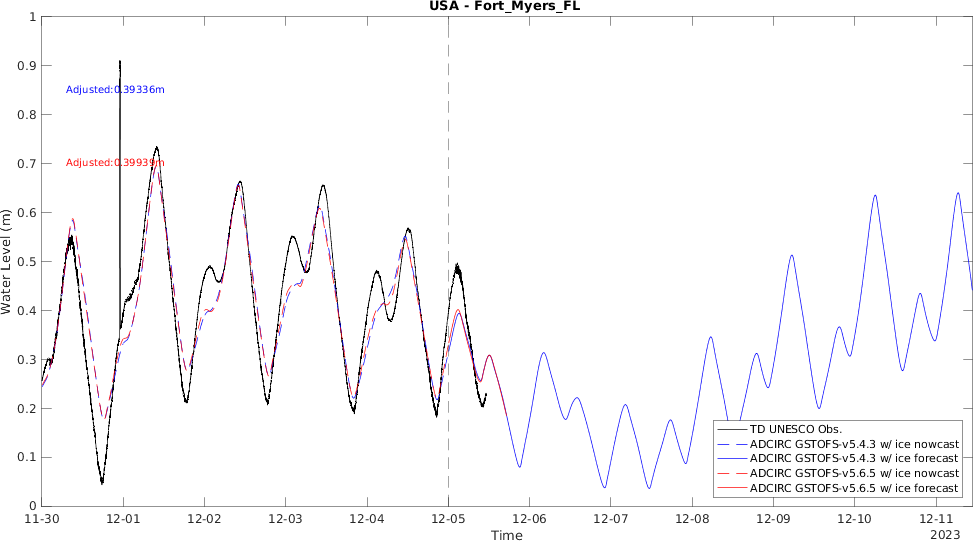 USA - Fort_Myers_FL
1
0.9
0.8
0.7
0.6
0.5
0.4
0.3
0.2
0.1
0
Water Level (m)
Adjusted:0.39336m
Adjusted:0.39939m
TD UNESCO Obs.
ADCIRC GSTOFS-v5.4.3 w/ ice nowcast
ADCIRC GSTOFS-v5.4.3 w/ ice forecast
ADCIRC GSTOFS-v5.6.5 w/ ice nowcast
ADCIRC GSTOFS-v5.6.5 w/ ice forecast
11-30 12-01 12-02 12-03 12-04 12-05 12-06 12-07 12-08 12-09 12-10 12-11
Time
2023